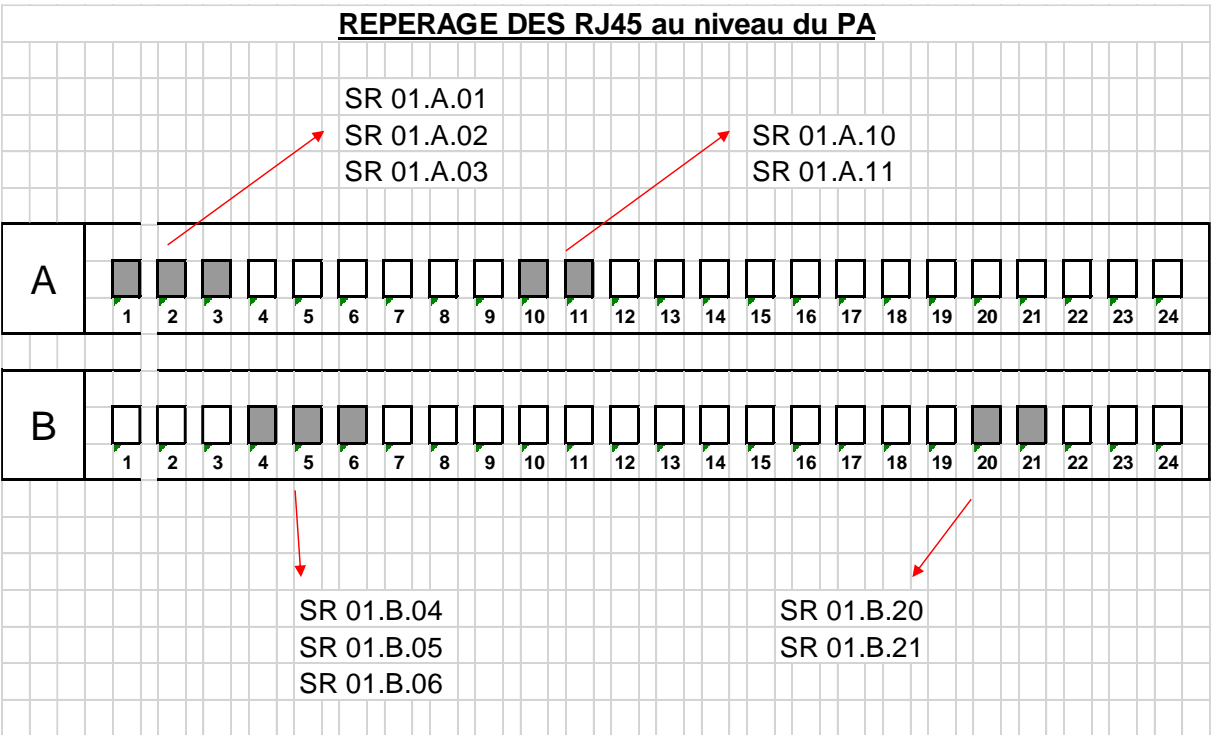 REPERAGE DES RJ45 au niveau du PA
SR 01.A.01
SR 01.A.02
SR 01.A.03
SR 01.A.10
SR 01.A.11
A
1 2 3 4 5 6 7 8 9 10 11 12 13 14 15 16 17 18 19 20 21 22 23 24
B
1 2 3 4 5 6 7 8 9 10 11 12 13 14 15 16 17 18 19 20 21 22 23 24
SR 01.B.04
SR 01.B.05
SR 01.B.06
SR 01.B.20
SR 01.B.21